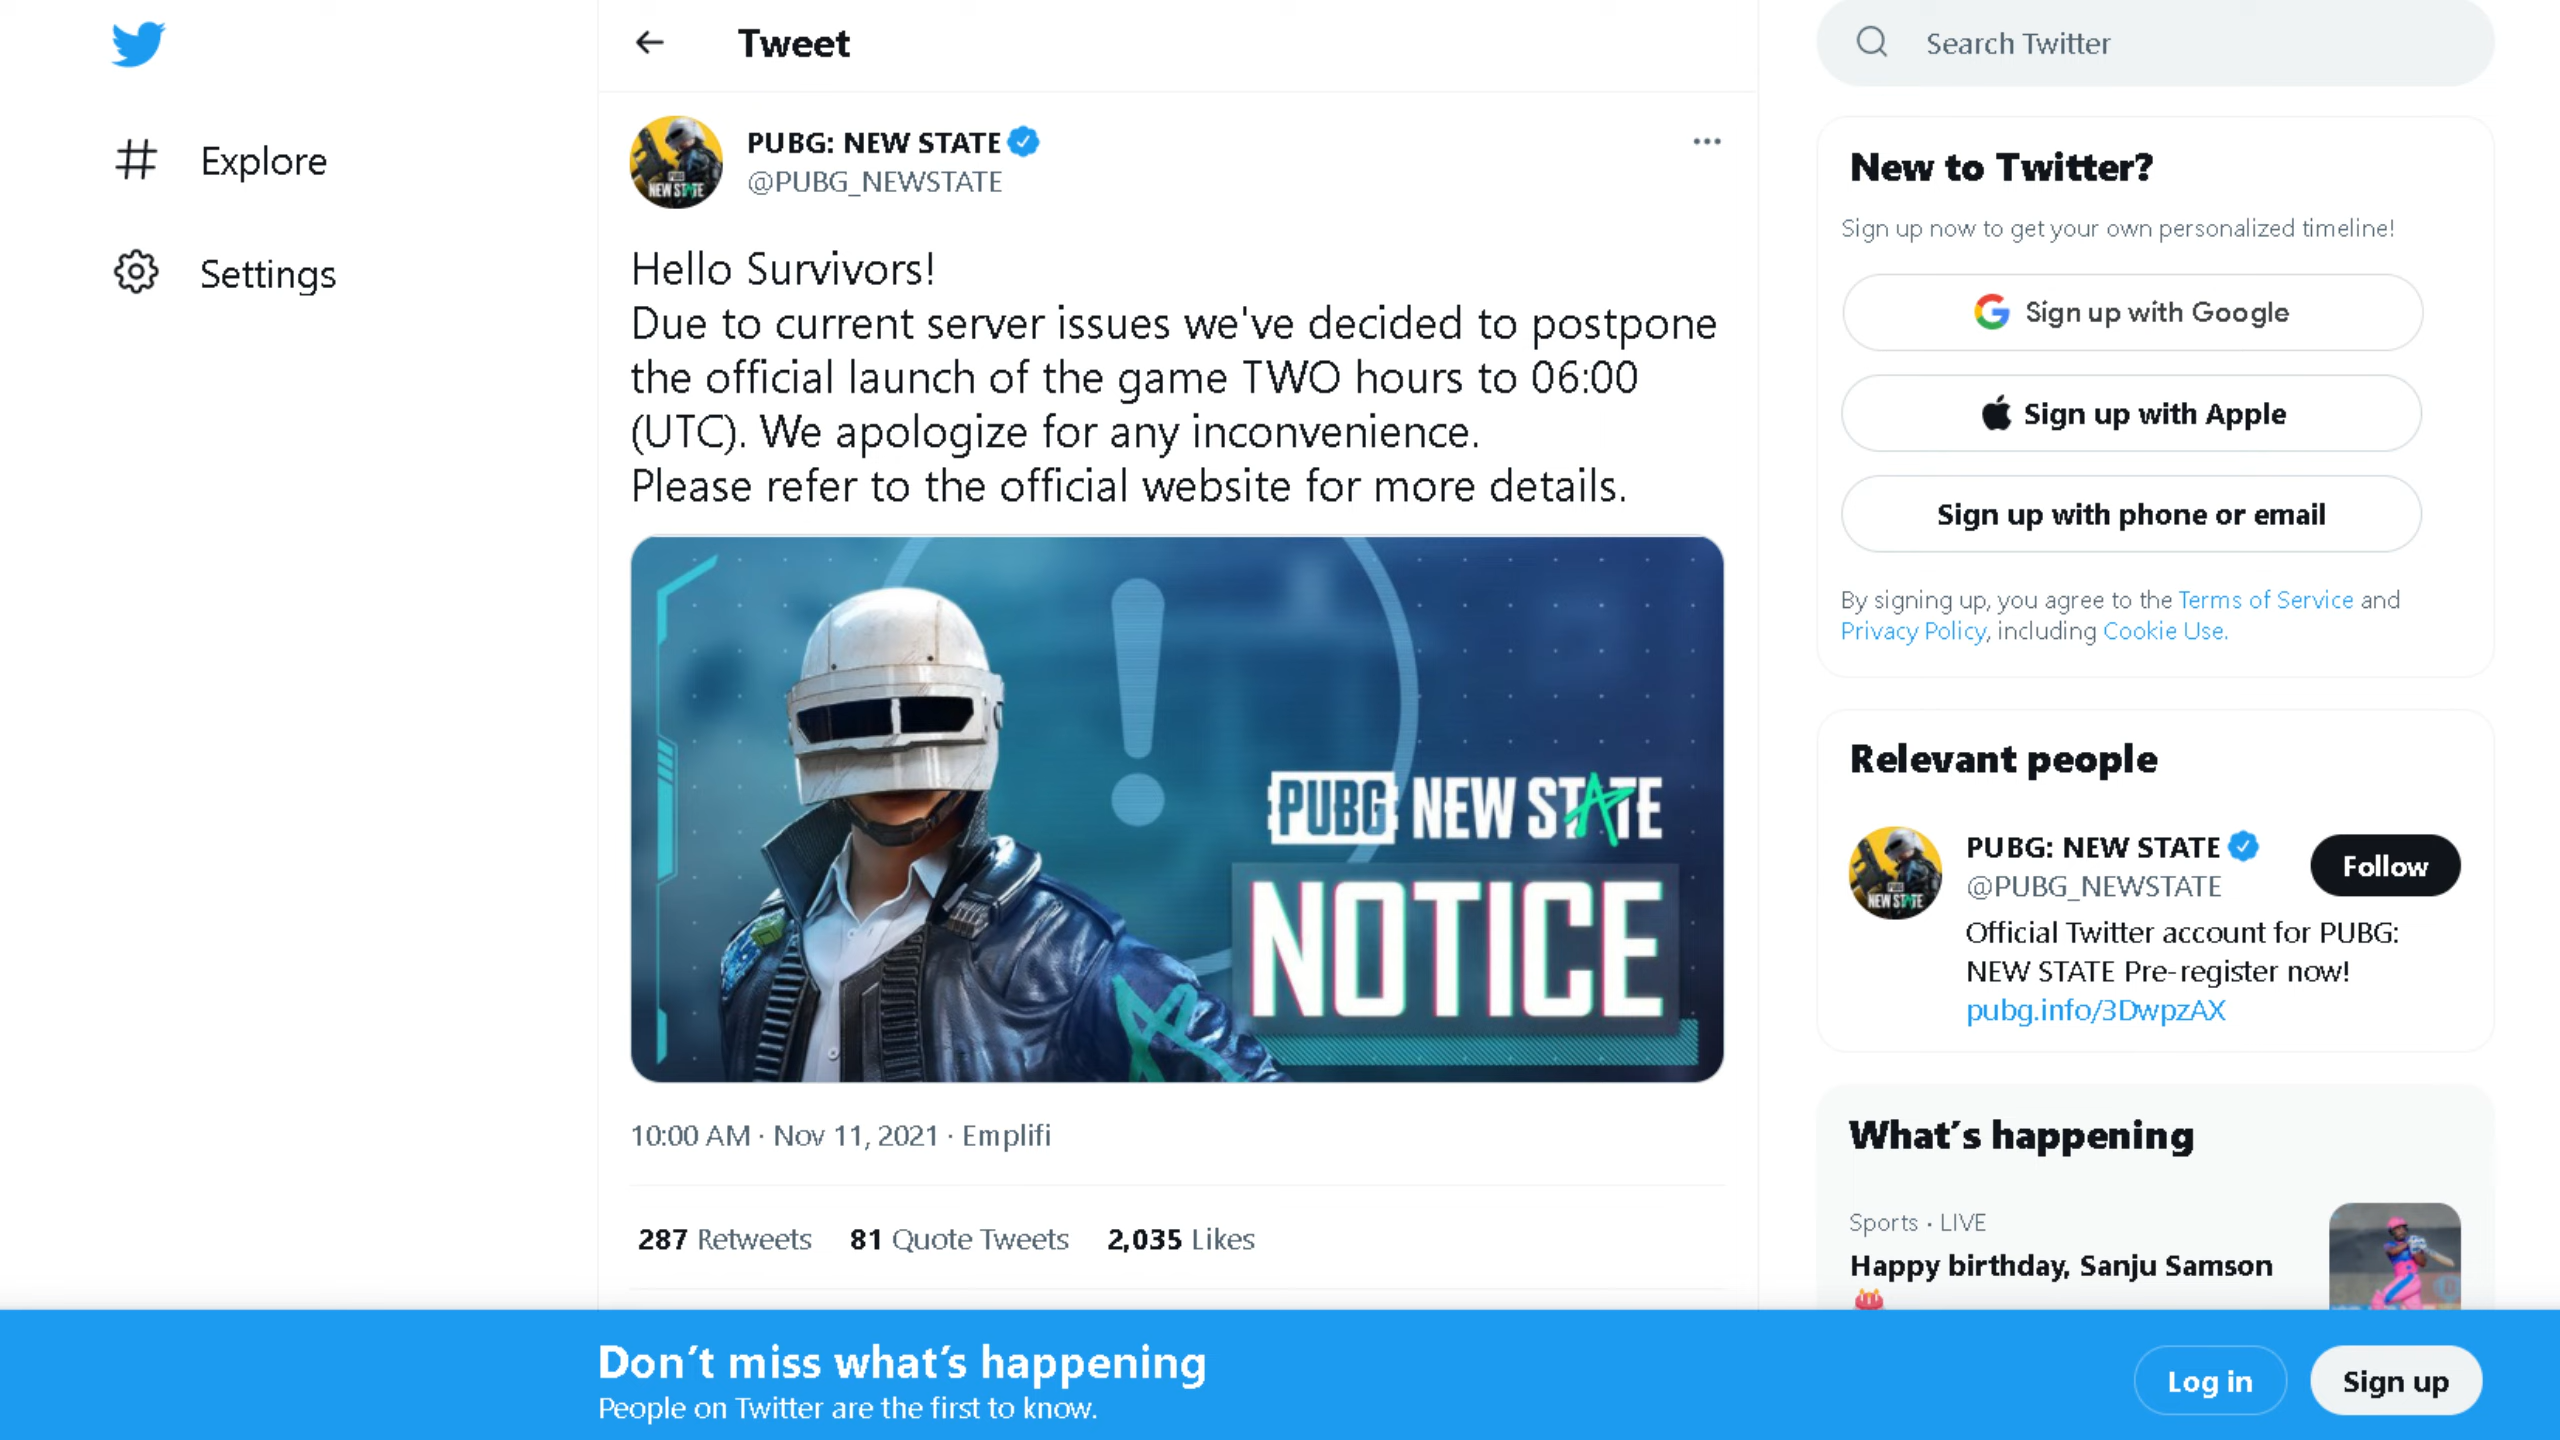 Tweet
Search Twitter
Explore
Settings
PUBG: NEW STATE
@PUBG_NEWSTATE
NEW STATE
Hello Survivors!
Due to current server issues we've decided to postpone
the official launch of the game TWO hours to 06:00
(UTC). We apologize for any inconvenience.
Please refer to the official website for more details.
PUBG NEW STATE
NOTICE
10:00 AM · Nov 11, 2021 · Emplifi
287 Retweets 81 Quote Tweets 2,035 Likes
New to Twitter?
Sign up now to get your own personalized timeline!
Sign up with Google
Sign up with Apple
Sign up with phone or email
By signing up, you agree to the Terms of Service and
Privacy Policy, including Cookie Use.
Relevant people
PUBG: NEW STATE
@PUBG_NEWSTATE
Follow
NEW STATE
Official Twitter account for PUBG:
NEW STATE Pre-register now!
pubg.info/3DwpzAX
What's happening
Sports · LIVE
Happy birthday, Sanju Samson
Don't miss what's happening
People on Twitter are the first to know.
Log in
Sign up